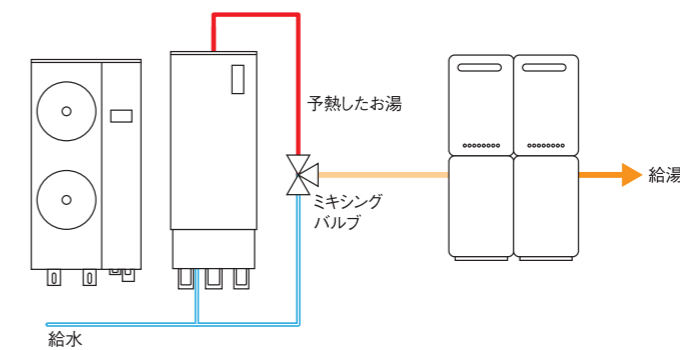 予熱したお湯
ミキシング
バルブ
給湯
給水